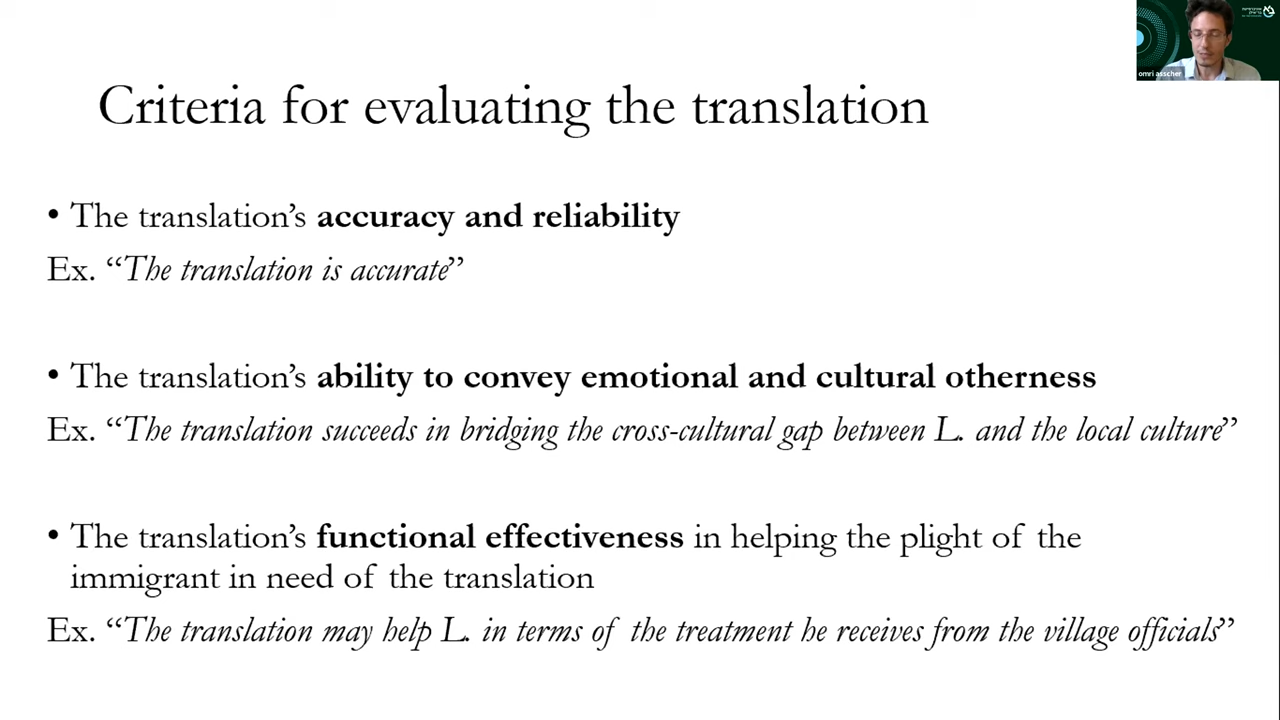 Criteria for evaluating the translation
• The translation’s accuracy and reliability
Ex. “The translation is accurate”
• The translation’s ability to convey emotional and cultural otherness
Ex. “The translation succeeds in bridging the cross-cultural gap between L. and the local culture”
• The translation’s functional effectiveness in helping the plight of the
immigrant in need of the translation
Ex. “The translation may help L. in terms of the treatment he receives from the village officials”
omri asscher